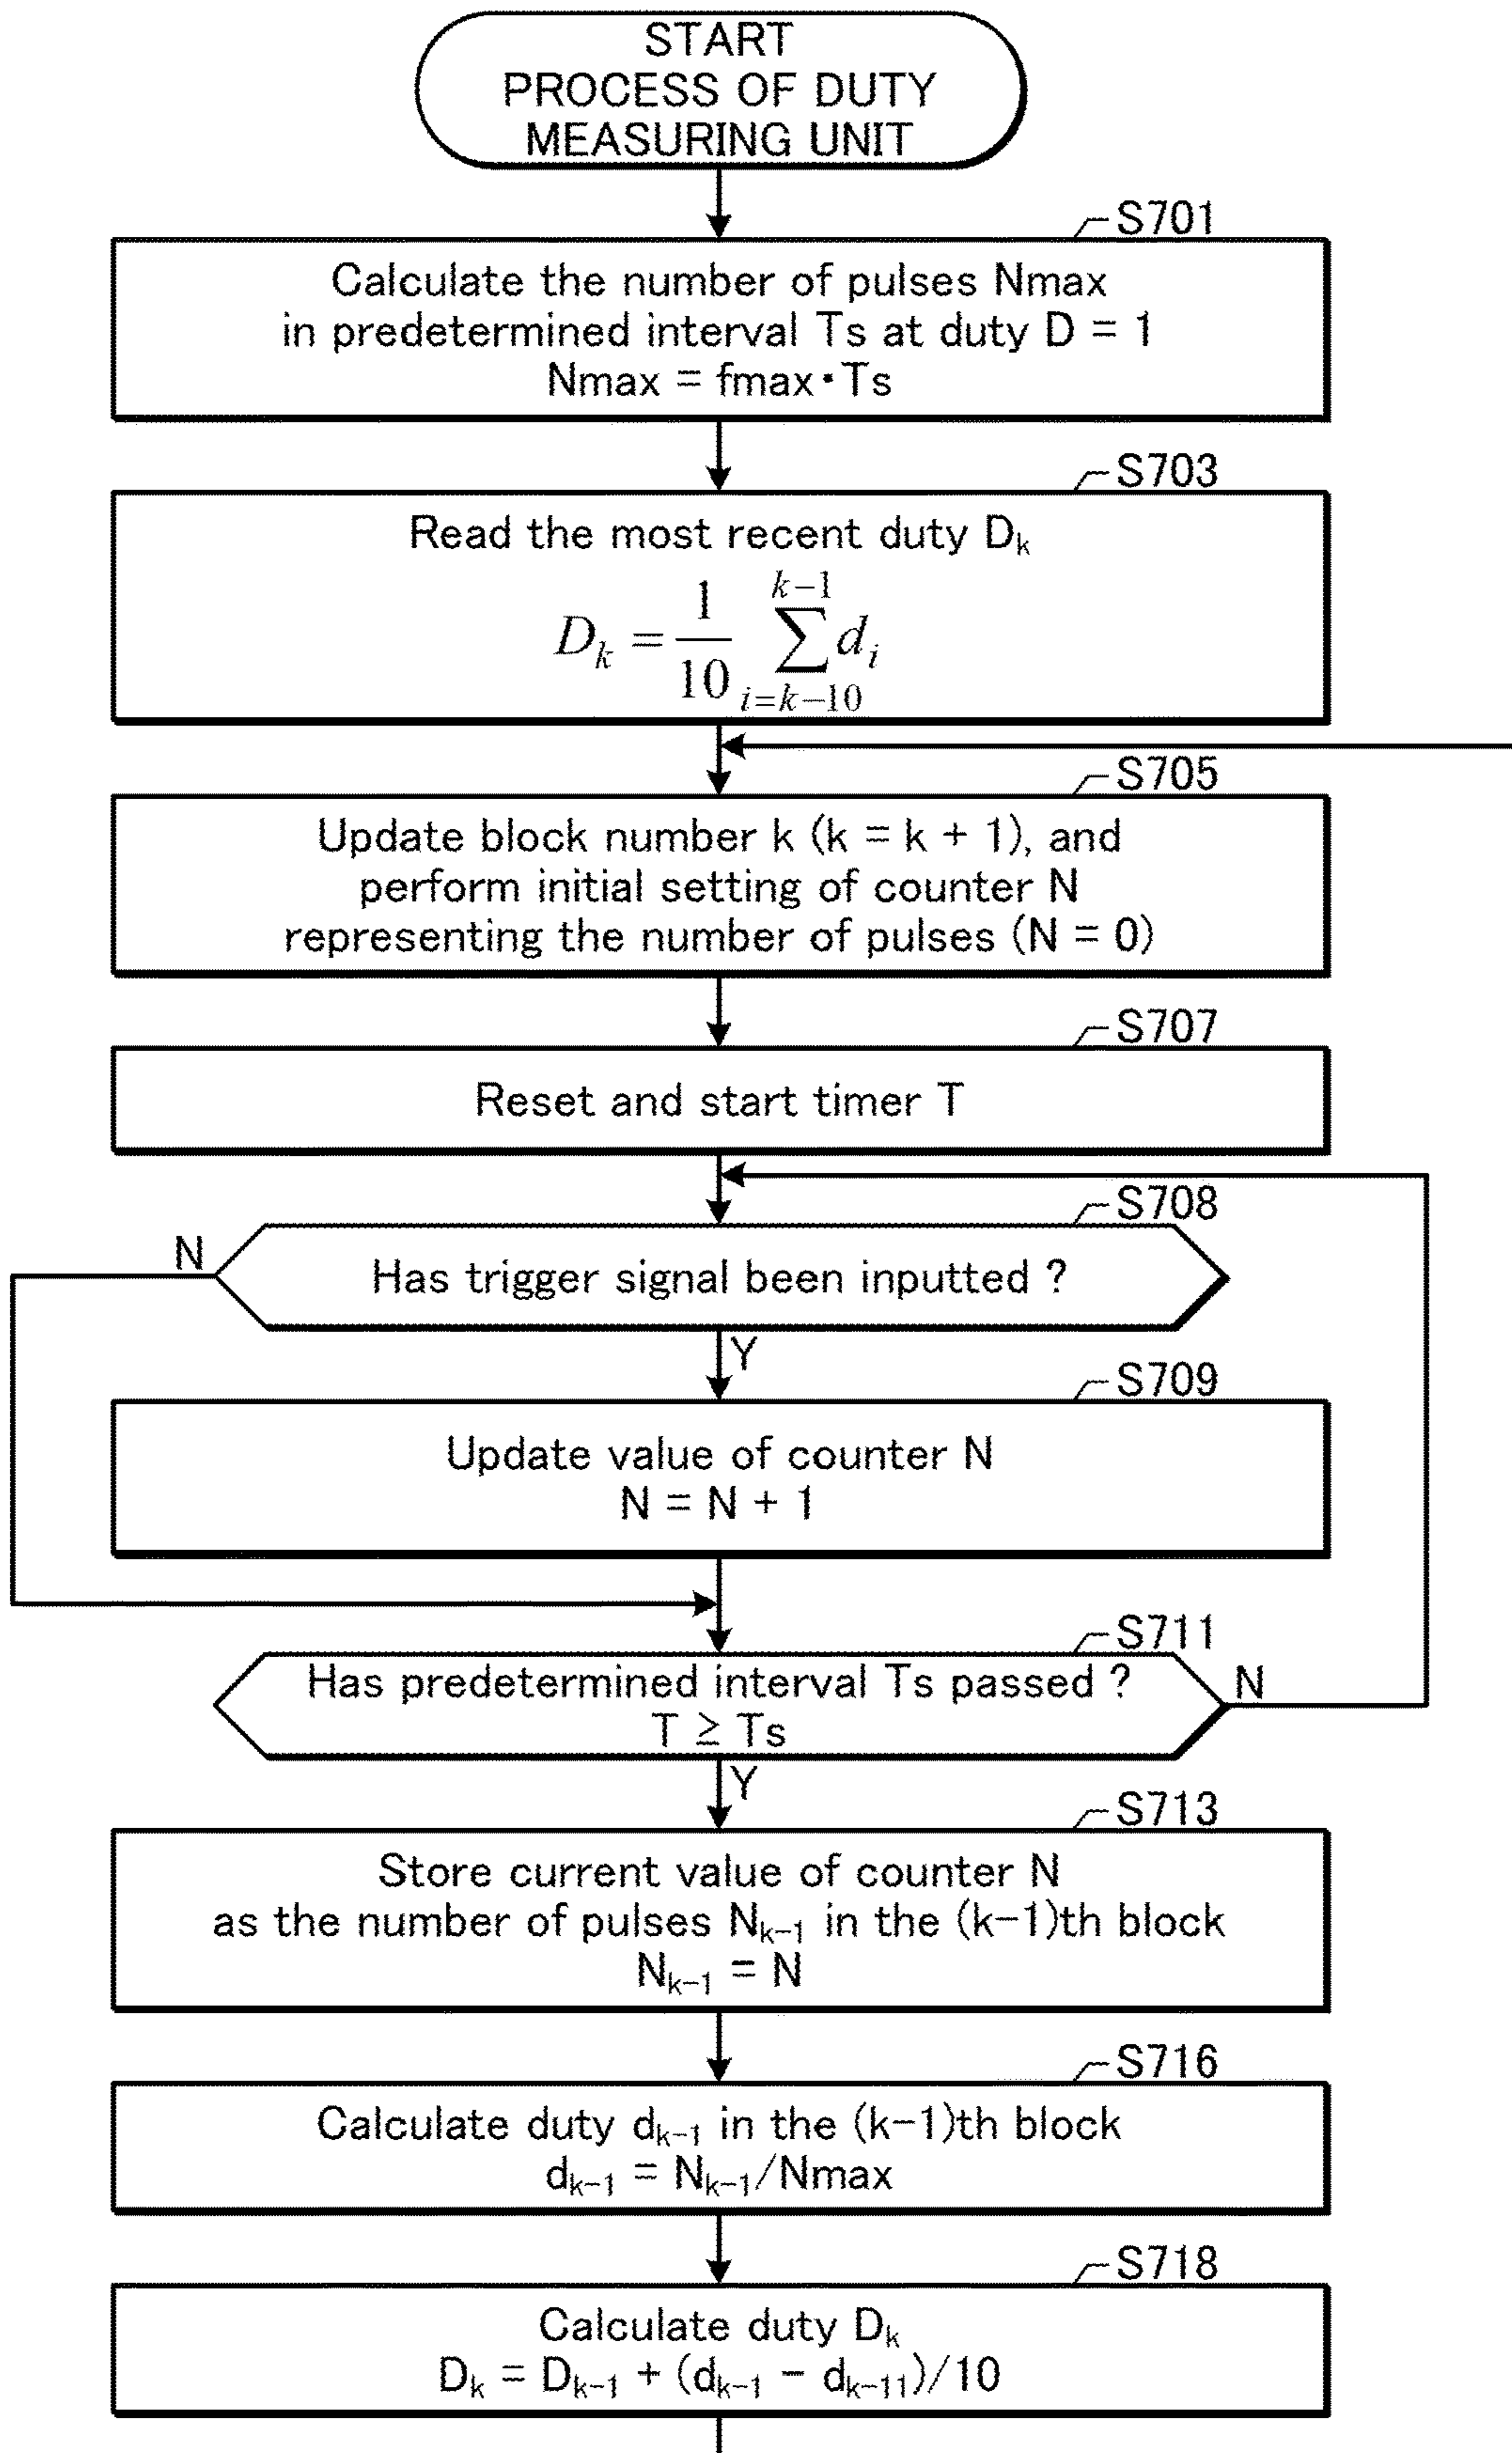 START
PROCESS OF DUTY
MEASURING UNIT
S701
Calculate the number of pulses Nmax
in predetermined interval Ts at duty D = 1
Nmax = fmax・Ts
S703
Read the most recent duty Dₖ
Dₖ = 1/10 ∑_{i=k−10}^{k−1} dᵢ
S705
Update block number k (k = k + 1), and
perform initial setting of counter N
representing the number of pulses (N = 0)
S707
Reset and start timer T
S708
N
Has trigger signal been inputted ?
Y
S709
Update value of counter N
N = N + 1
S711
Has predetermined interval Ts passed ?
N
T ≥ Ts
Y
S713
Store current value of counter N
as the number of pulses Nₖ₋₁ in the (k−1)th block
Nₖ₋₁ = N
S716
Calculate duty dₖ₋₁ in the (k−1)th block
dₖ₋₁ = Nₖ₋₁/Nmax
S718
Calculate duty Dₖ
Dₖ = Dₖ₋₁ + (dₖ₋₁ − dₖ₋₁₁)/10